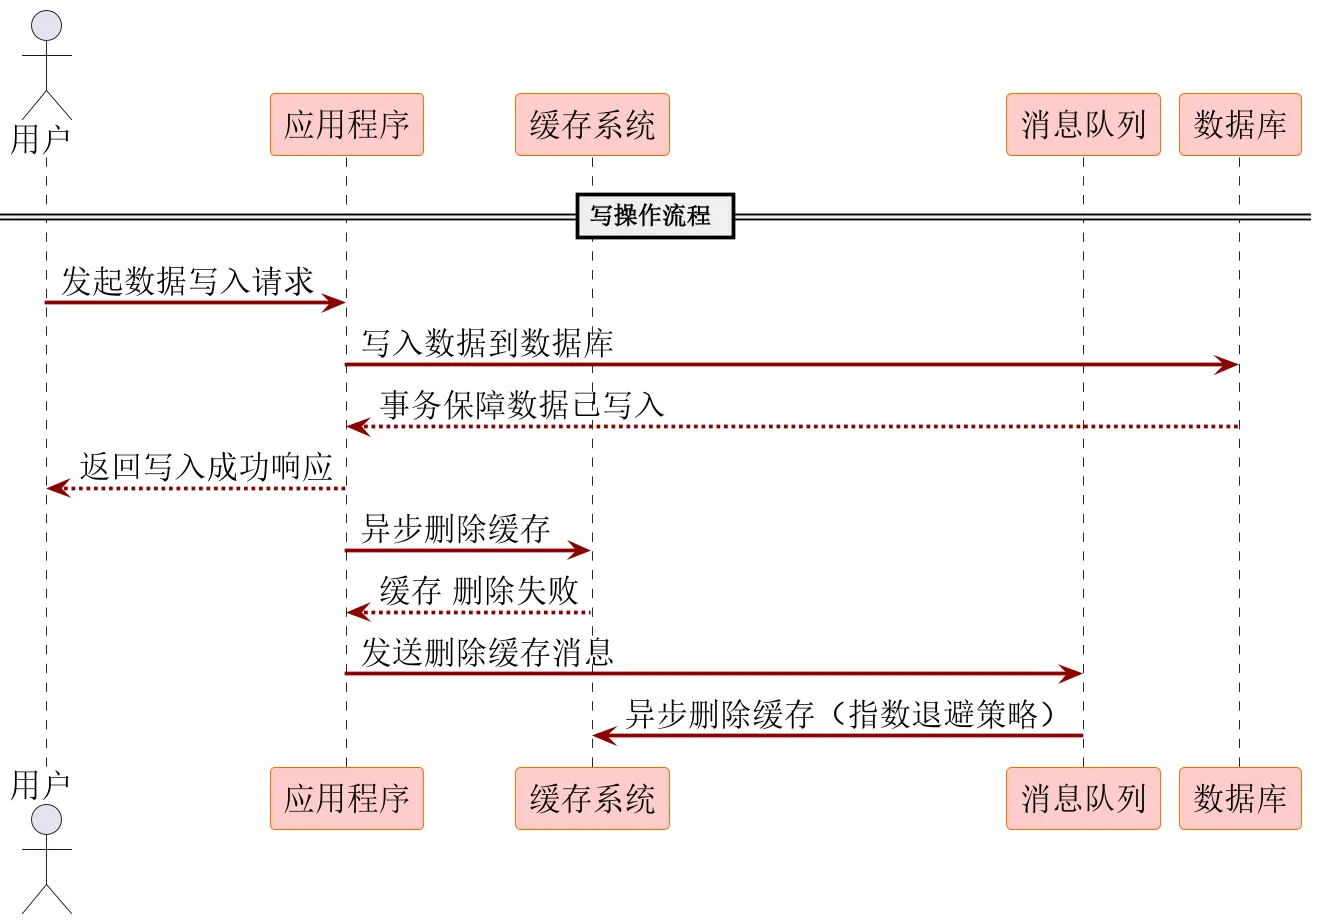 用户
应用程序
缓存系统
消息队列
数据库
写操作流程
发起数据写入请求
写入数据到数据库
事务保障数据已写入
返回写入成功响应
异步删除缓存
缓存 删除失败
发送删除缓存消息
异步删除缓存（指数退避策略）
用户
应用程序
缓存系统
消息队列
数据库